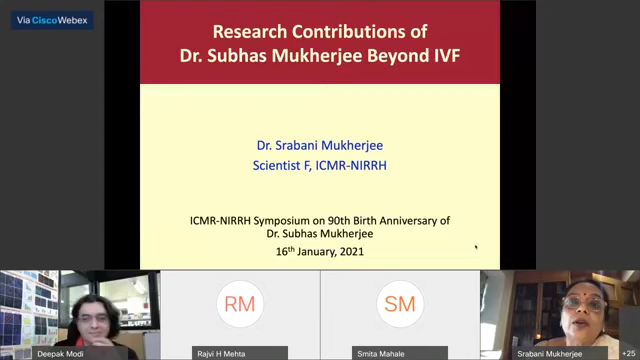 Via Cisco Webex
Research Contributions of
Dr. Subhas Mukherjee Beyond IVF
Dr. Srabani Mukherjee
Scientist F, ICMR-NIRRH
ICMR-NIRRH Symposium on 90th Birth Anniversary of
Dr. Subhas Mukherjee
16th January, 2021
RM
SM
Deepak Modi
Rajvi H Mehta
Smita Mahale
Srabani Mukherjee
+25